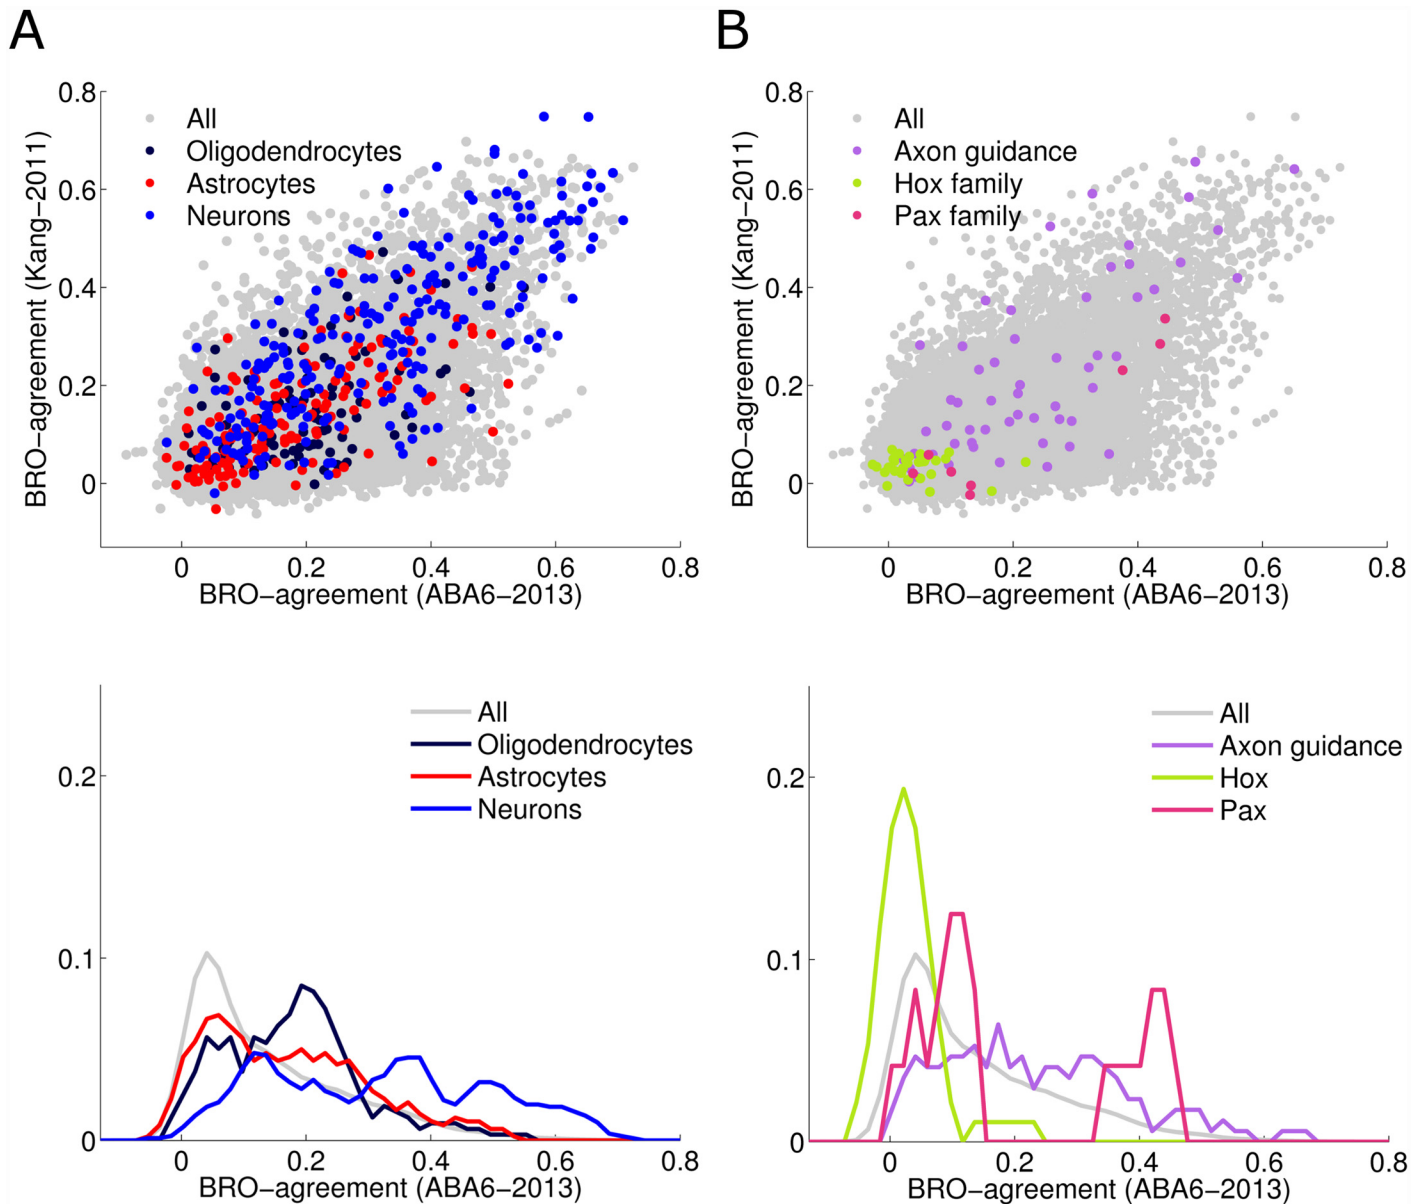 A
0.8
0.6
0.4
0.2
0
BRO-agreement (Kang-2011)
All
Oligodendrocytes
Astrocytes
Neurons
0
0.2
0.4
0.6
0.8
BRO-agreement (ABA6-2013)
B
0.8
0.6
0.4
0.2
0
BRO-agreement (Kang-2011)
All
Axon guidance
Hox family
Pax family
0
0.2
0.4
0.6
0.8
BRO-agreement (ABA6-2013)
0.2
0.1
0
All
Oligodendrocytes
Astrocytes
Neurons
0
0.2
0.4
0.6
0.8
BRO-agreement (ABA6-2013)
0.2
0.1
0
All
Axon guidance
Hox
Pax
0
0.2
0.4
0.6
0.8
BRO-agreement (ABA6-2013)